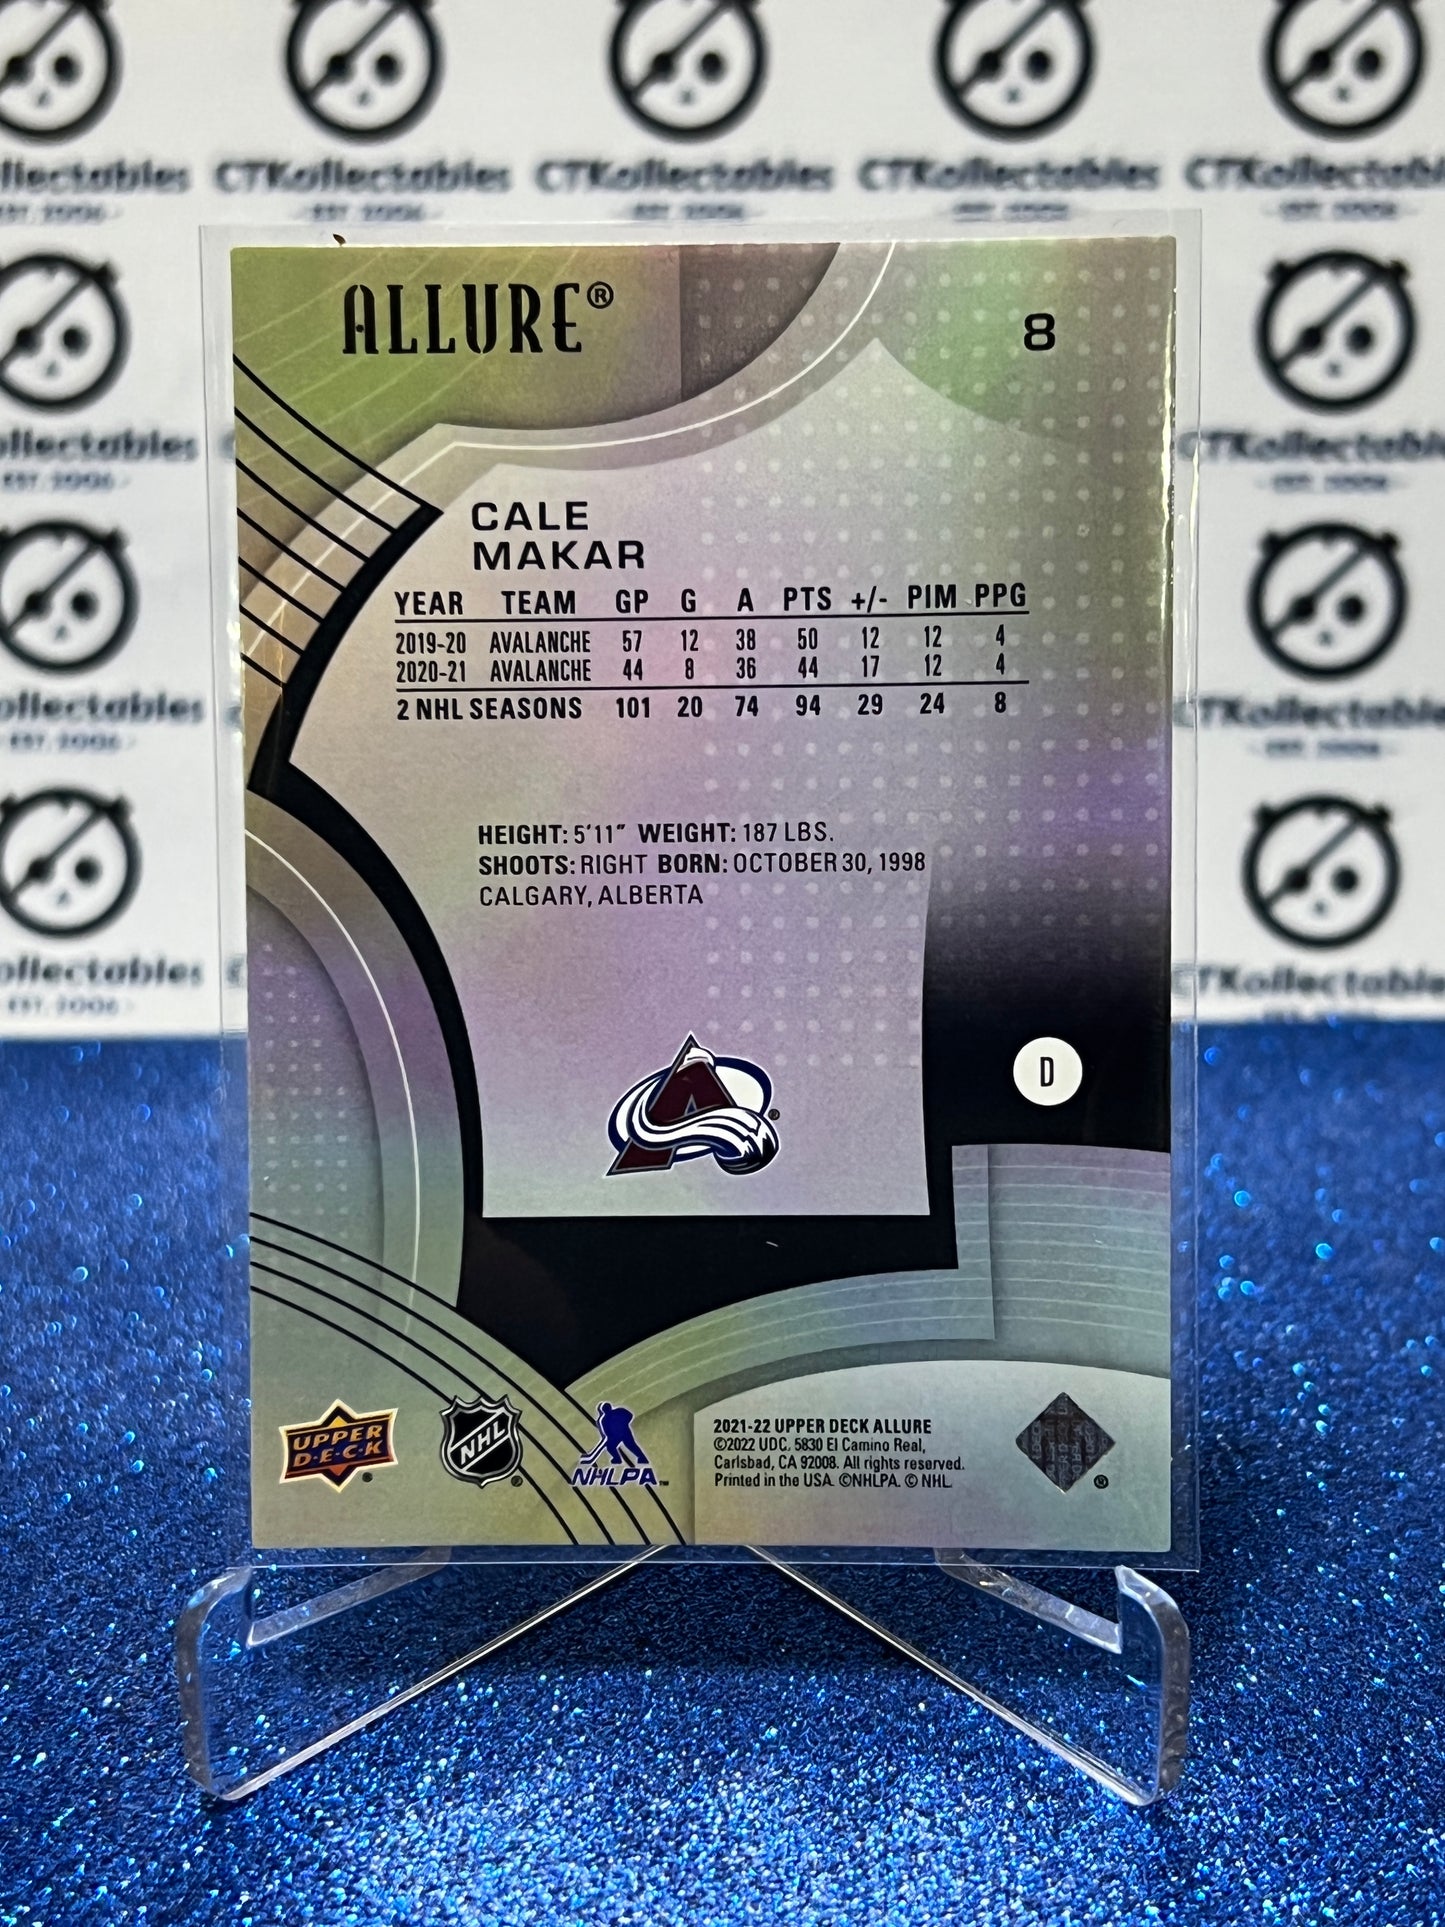 CTKollectables CTKollectables CTKollectables
ALLURE®
8
CALE
MAKAR
YEAR TEAM GP G A PTS +/- PIM PPG
2019-20 AVALANCHE 57 12 38 50 12 12 4
2020-21 AVALANCHE 44 8 36 44 17 12 4
2 NHL SEASONS 101 20 74 94 29 24 8
HEIGHT: 5'11" WEIGHT: 187 LBS.
SHOOTS: RIGHT BORN: OCTOBER 30, 1998
CALGARY, ALBERTA
A ®
D
UPPER
D·E·C·K ®
NHL ®
NHLPA™
2021-22 UPPER DECK ALLURE
©2022 UDC. 5830 El Camino Real,
Carlsbad, CA 92008. All rights reserved.
Printed in the USA. ©NHLPA. © NHL.
®